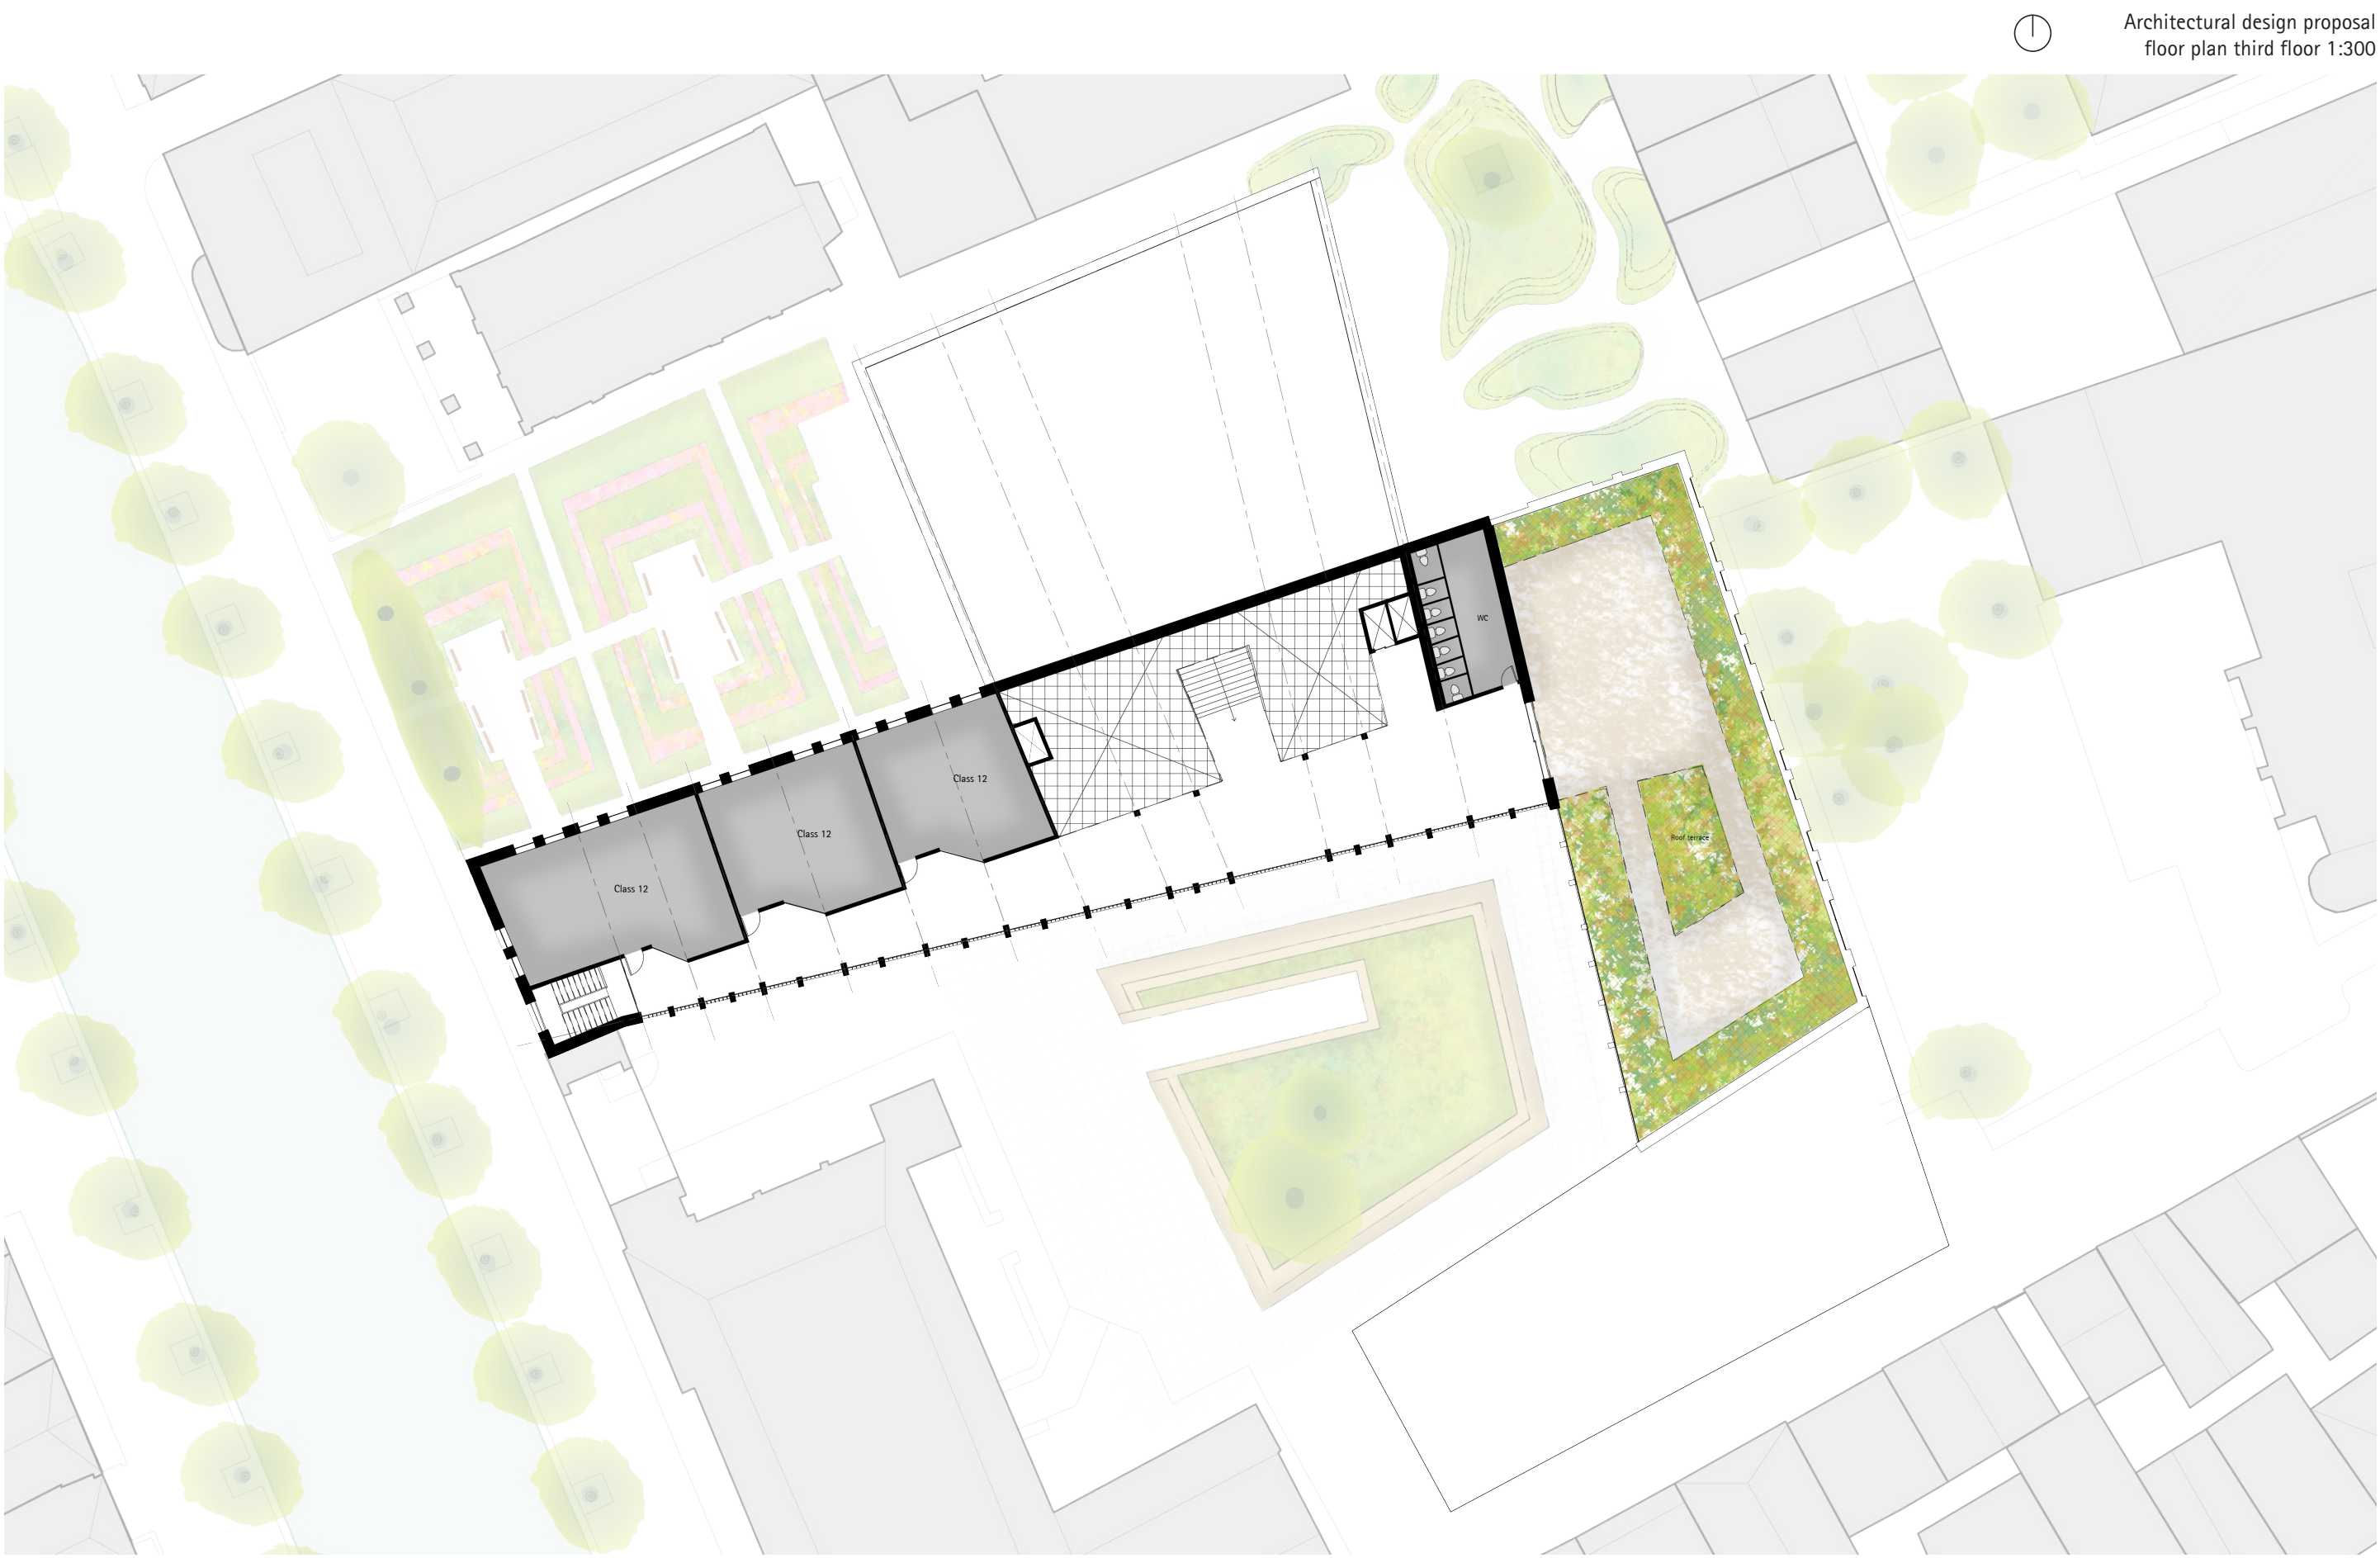 Architectural design proposal
floor plan third floor 1:300
WC
Class 12
Class 12
Roof terrace
Class 12